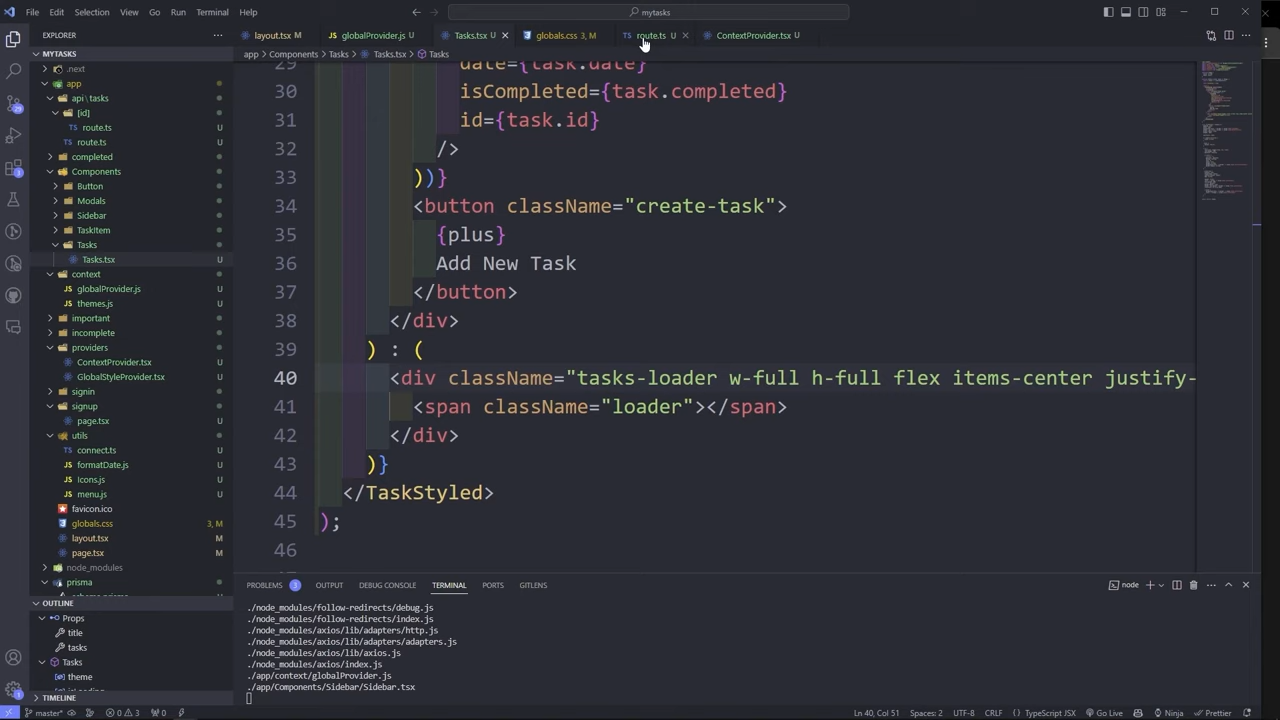 File Edit Selection View Go Run Terminal Help
mytasks
EXPLORER
MYTASKS
.next
app
api\tasks
[id]
route.ts U
route.ts U
completed
Components
Button
Modals
Sidebar
TaskItem
Tasks
Tasks.tsx U
context
globalProvider.js U
themes.js U
important
incomplete
providers
ContextProvider.tsx U
GlobalStyleProvider.tsx U
signin
signup
page.tsx U
utils
connect.ts U
formatDate.js U
Icons.js U
menu.js U
favicon.ico
globals.css 3, M
layout.tsx M
page.tsx M
node_modules
prisma
OUTLINE
Props
title
tasks
Tasks
theme
TIMELINE
layout.tsx M globalProvider.js U Tasks.tsx U globals.css 3, M route.ts U ContextProvider.tsx U
app > Components > Tasks > Tasks.tsx > Tasks
29 date={task.date}
30 isCompleted={task.completed}
31 id={task.id}
32 />
33 ))}
34 <button className="create-task">
35 {plus}
36 Add New Task
37 </button>
38 </div>
39 ) : (
40 <div className="tasks-loader w-full h-full flex items-center justify-
41 <span className="loader"></span>
42 </div>
43 )}
44 </TaskStyled>
45 );
46
PROBLEMS 3 OUTPUT DEBUG CONSOLE TERMINAL PORTS GITLENS
node
./node_modules/follow-redirects/debug.js
./node_modules/follow-redirects/index.js
./node_modules/axios/lib/adapters/http.js
./node_modules/axios/lib/adapters/adapters.js
./node_modules/axios/lib/axios.js
./node_modules/axios/index.js
./app/context/globalProvider.js
./app/Components/Sidebar/Sidebar.tsx
master* 0 3 0 Ln 40, Col 51 Spaces: 2 UTF-8 CRLF TypeScript JSX Go Live Ninja Prettier